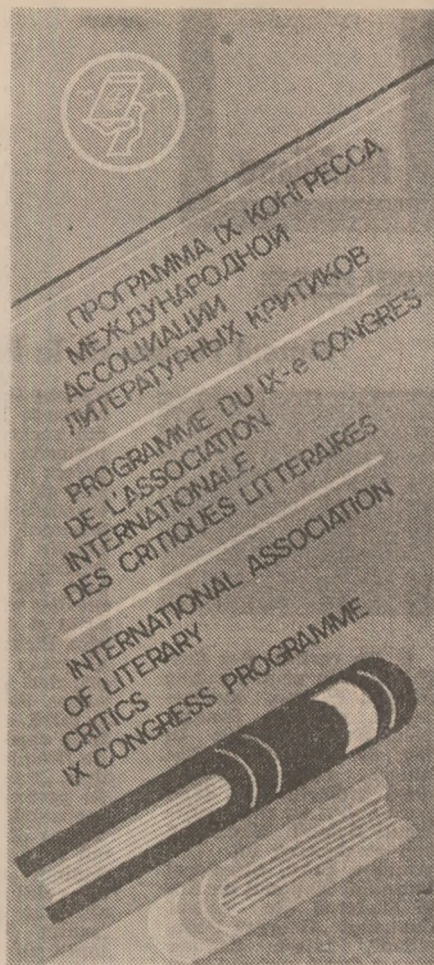 ПРОГРАММА IX КОНГРЕССА
МЕЖДУНАРОДНОЙ
АССОЦИАЦИИ
ЛИТЕРАТУРНЫХ КРИТИКОВ
PROGRAMME DU IX-e CONGRES
DE L'ASSOCIATION
INTERNATIONALE
DES CRITIQUES LITTERAIRES
INTERNATIONAL ASSOCIATION
OF LITERARY
CRITICS
IX CONGRESS PROGRAMME